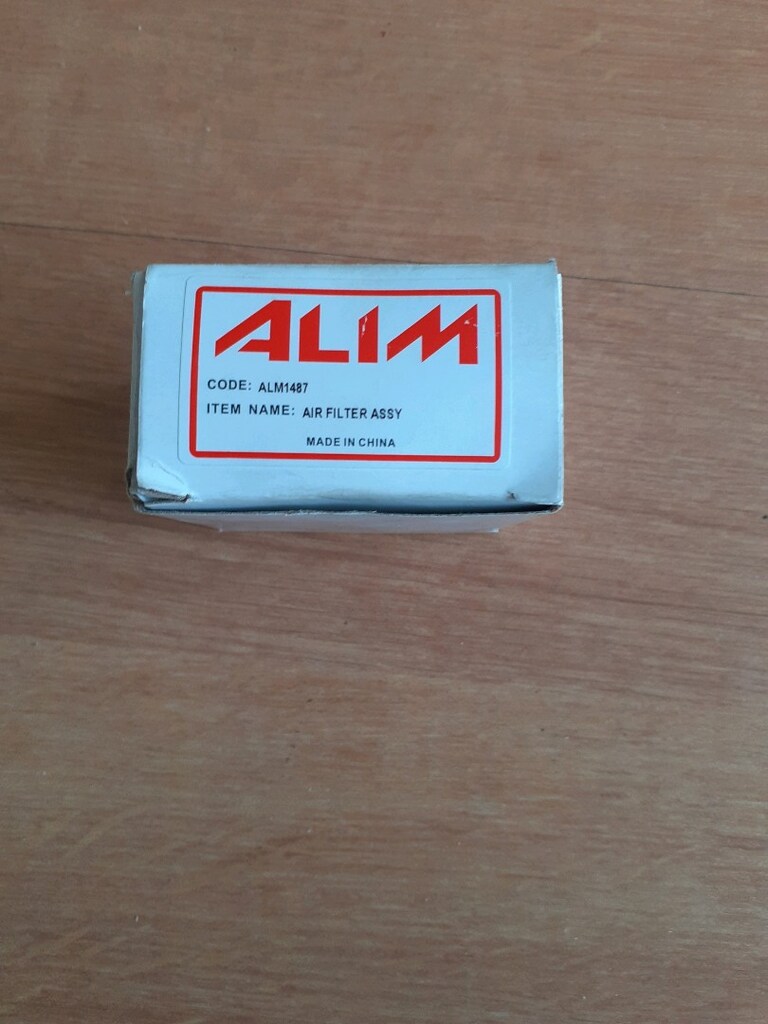 ALIM
CODE: ALM1487
ITEM NAME: AIR FILTER ASSY
MADE IN CHINA